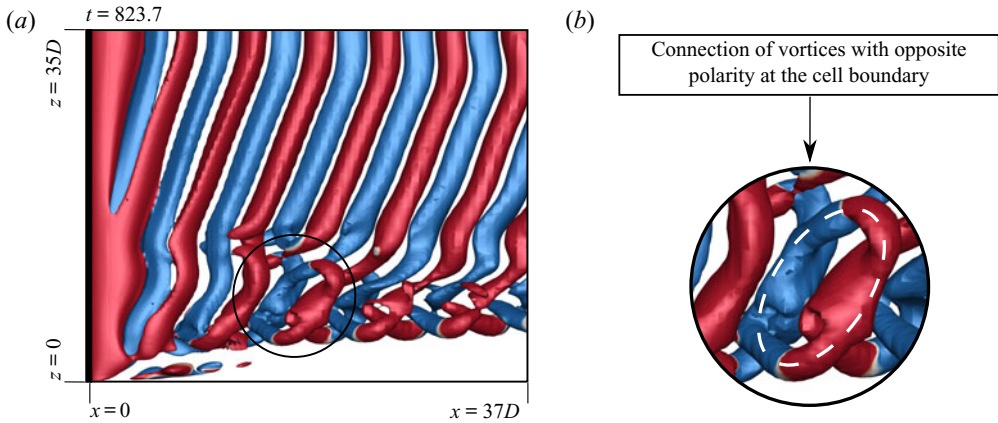 (a)
t = 823.7
z = 35D
z = 0
x = 0
x = 37D
(b)
Connection of vortices with opposite
polarity at the cell boundary